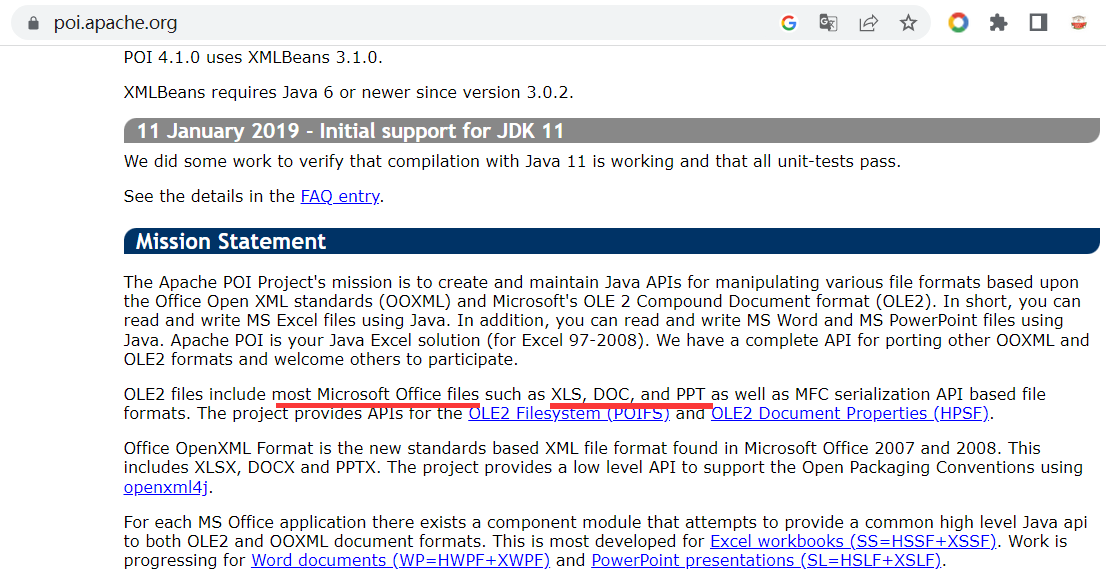 poi.apache.org
POI 4.1.0 uses XMLBeans 3.1.0.
XMLBeans requires Java 6 or newer since version 3.0.2.
11 January 2019 - Initial support for JDK 11
We did some work to verify that compilation with Java 11 is working and that all unit-tests pass.
See the details in the FAQ entry.
Mission Statement
The Apache POI Project's mission is to create and maintain Java APIs for manipulating various file formats based upon
the Office Open XML standards (OOXML) and Microsoft's OLE 2 Compound Document format (OLE2). In short, you can
read and write MS Excel files using Java. In addition, you can read and write MS Word and MS PowerPoint files using
Java. Apache POI is your Java Excel solution (for Excel 97-2008). We have a complete API for porting other OOXML and
OLE2 formats and welcome others to participate.
OLE2 files include most Microsoft Office files such as XLS, DOC, and PPT as well as MFC serialization API based file
formats. The project provides APIs for the OLE2 Filesystem (POIFS) and OLE2 Document Properties (HPSF).
Office OpenXML Format is the new standards based XML file format found in Microsoft Office 2007 and 2008. This
includes XLSX, DOCX and PPTX. The project provides a low level API to support the Open Packaging Conventions using
openxml4j.
For each MS Office application there exists a component module that attempts to provide a common high level Java api
to both OLE2 and OOXML document formats. This is most developed for Excel workbooks (SS=HSSF+XSSF). Work is
progressing for Word documents (WP=HWPF+XWPF) and PowerPoint presentations (SL=HSLF+XSLF).